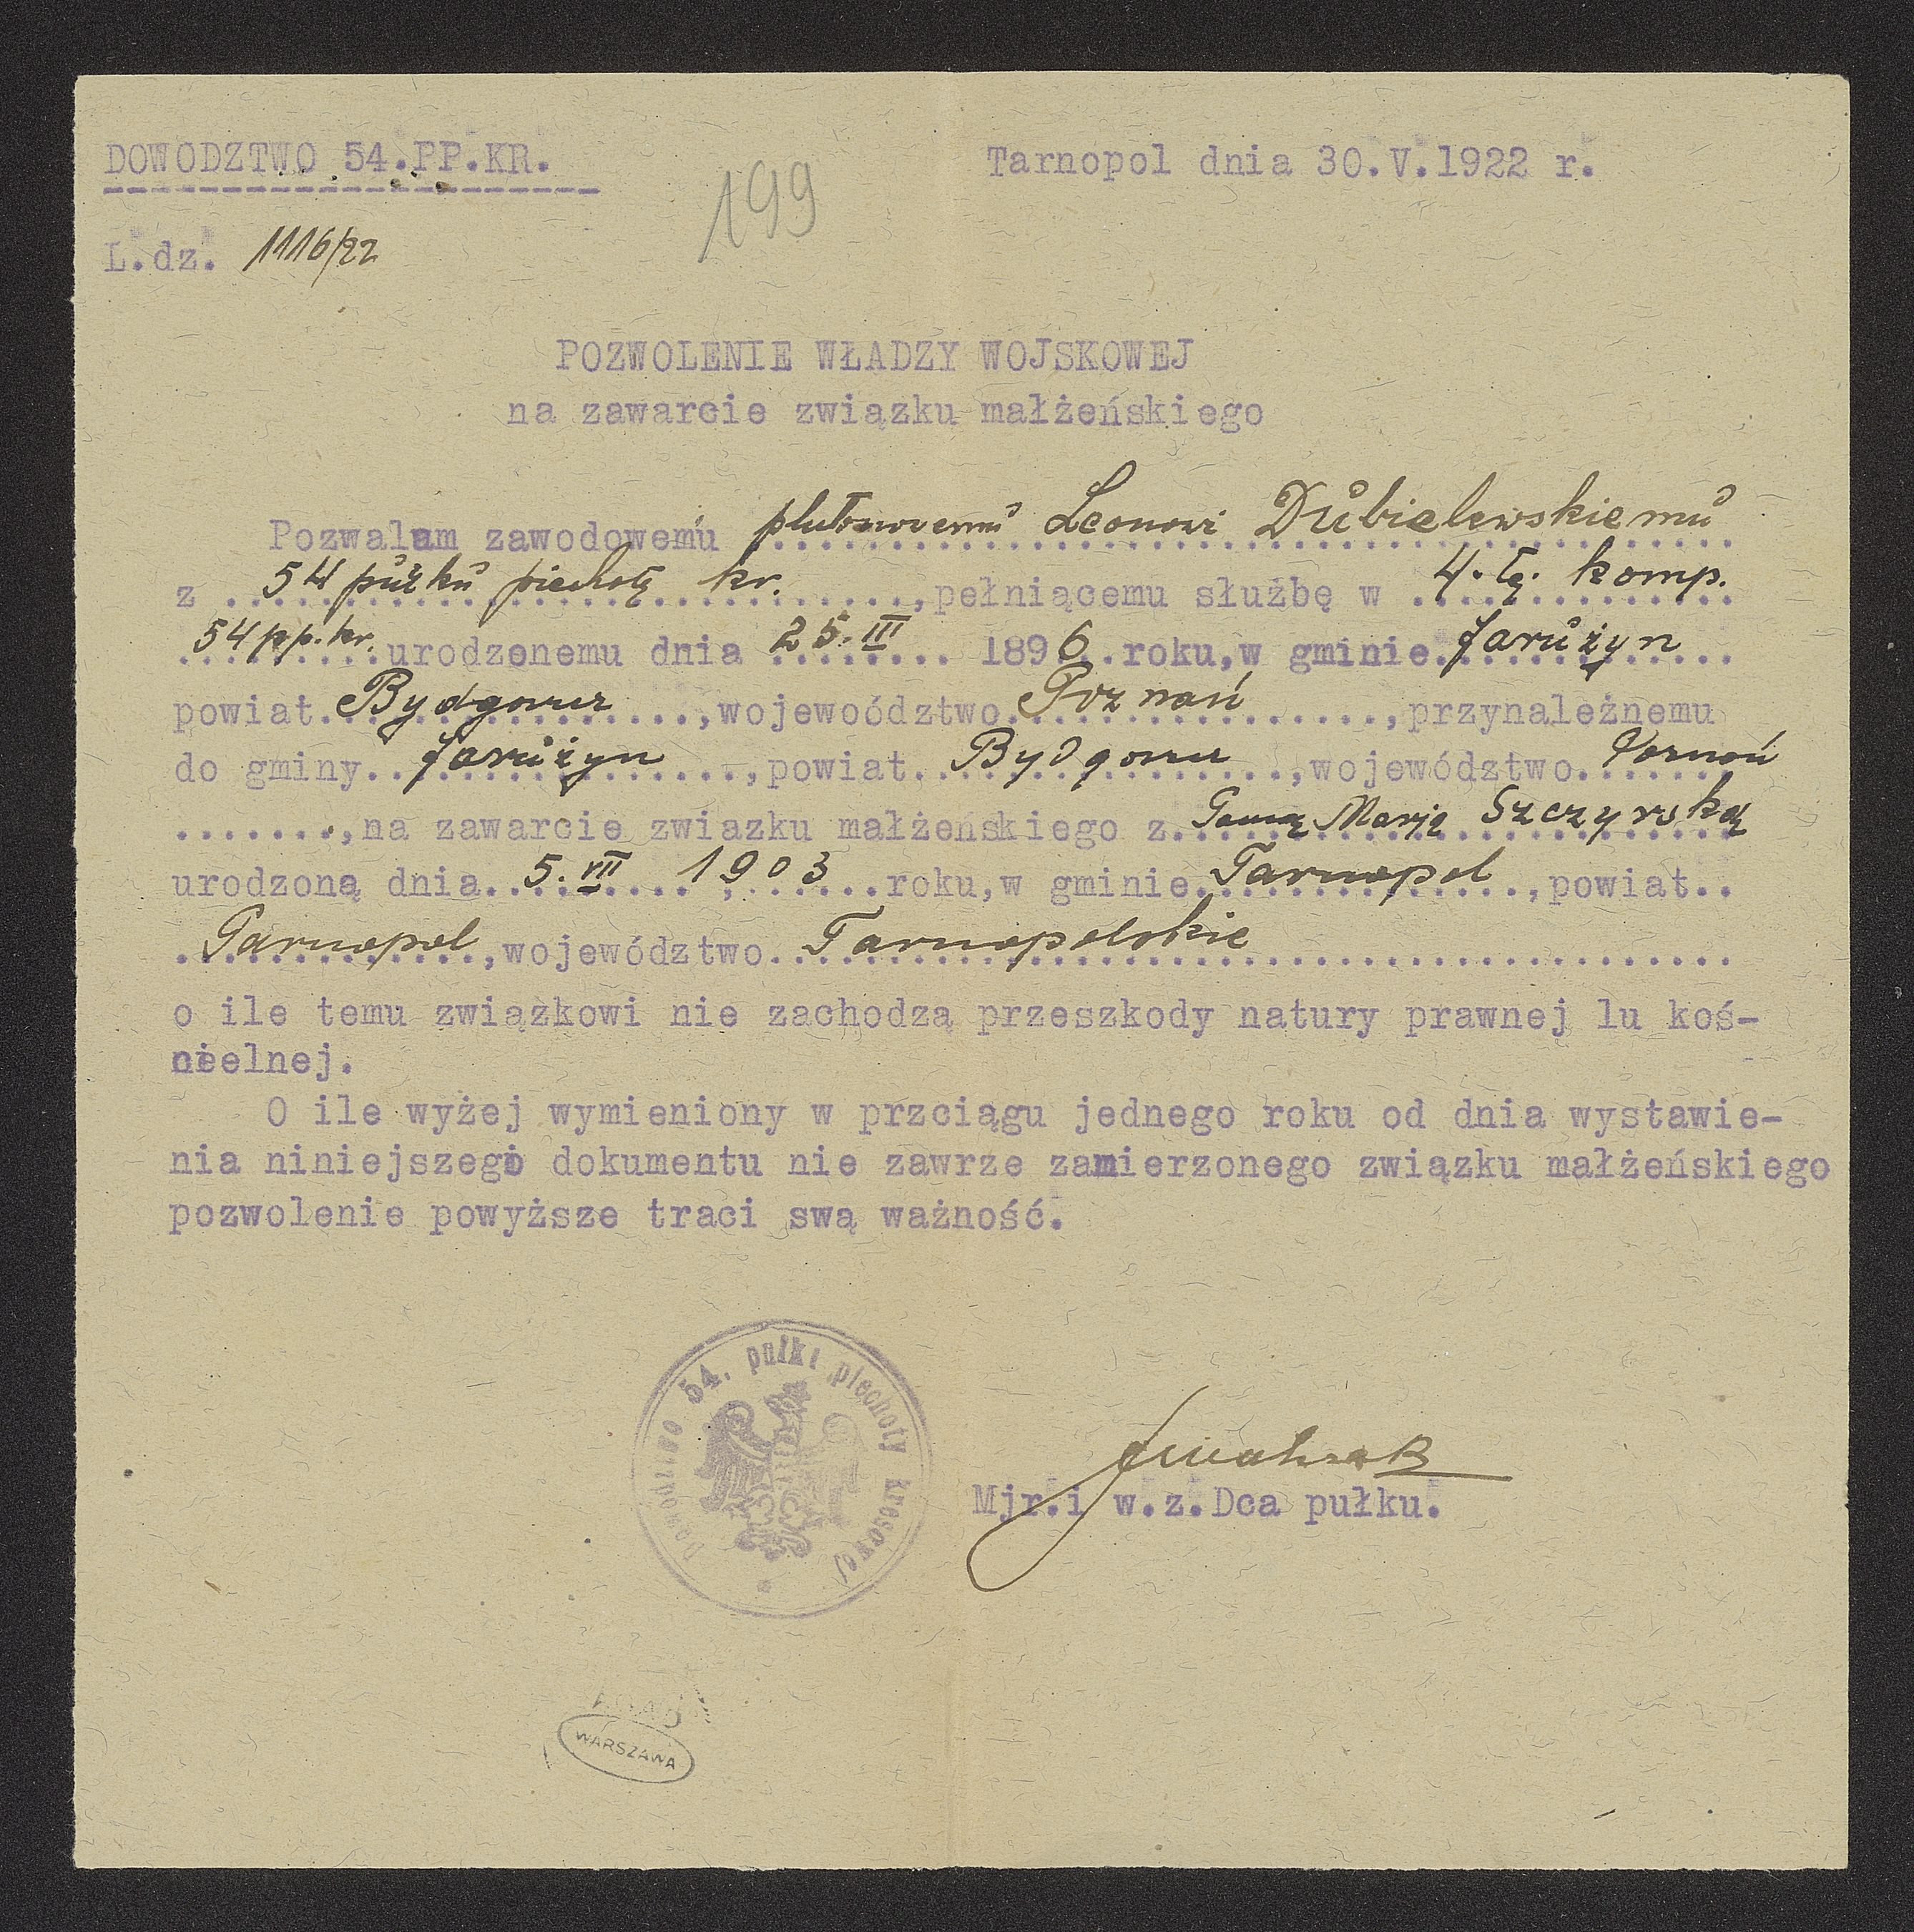 DOWODZTWO 54.PP.KR.
Tarnopol dnia 30.V.1922 r.
199
L.dz. 1116/22
POZWOLENIE WŁADZY WOJSKOWEJ
na zawarcie związku małżeńskiego
Pozwalam zawodowemu plutonowemu Leonowi Dubielewskiemu
z 54 pułku piechoty kr. ,pełniącemu służbę w 4.tej komp.
54 pp. kr. urodzonemu dnia 25.III 1896 roku,w gminie Jarużyn
powiat Bydgoszcz ,wojewoództwo Poznań ,przynależnemu
do gminy Jarużyn ,powiat Bydgoszcz ,województwo Poznań
,na zawarcie zwiazku małżeńskiego z Panną Marją Szczyrską
urodzoną dnia 5.VII 1903 roku,w gminie Tarnopol ,powiat
Tarnopol ,województwo Tarnopolskie
o ile temu związkowi nie zachodzą przeszkody natury prawnej lu koś-
cielnej.
O ile wyżej wymieniony w przciągu jednego roku od dnia wystawie-
nia niniejszego dokumentu nie zawrze zamierzonego związku małżeńskiego
pozwolenie powyższe traci swą ważność.
Dowództwo 54. pułku piechoty kresowej
Mjr.i w.z.Dca pułku.
AGAD
WARSZAWA